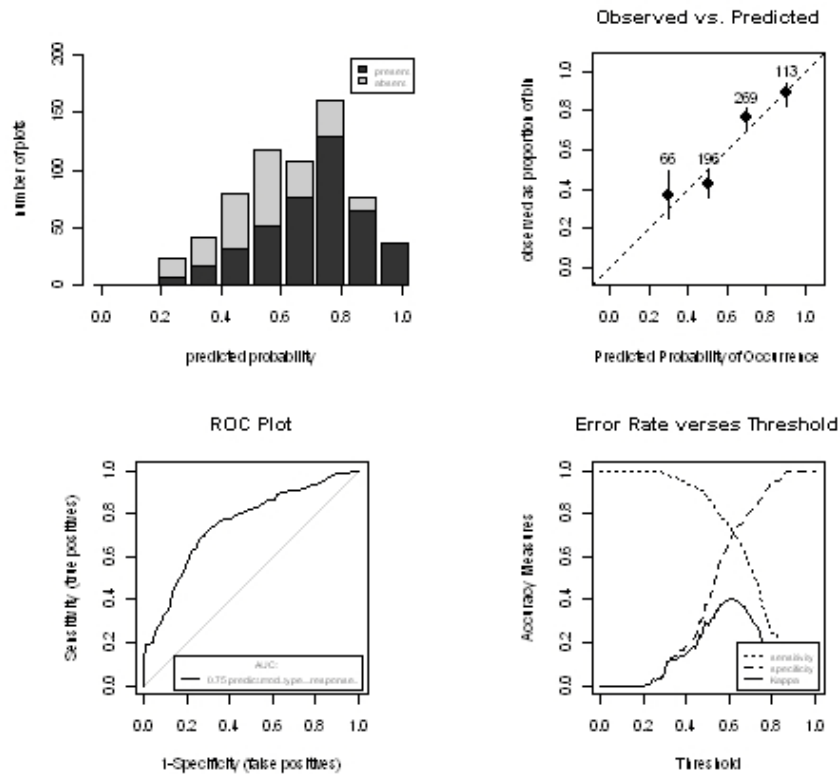 number of plots
200
150
100
50
0
present
absent
0.0 0.2 0.4 0.6 0.8 1.0
predicted probability
Observed vs. Predicted
observed as proportion of bin
1.0
0.8
0.6
0.4
0.2
0.0
66
196
269
113
0.0 0.2 0.4 0.6 0.8 1.0
Predicted Probability of Occurrence
ROC Plot
Sensitivity (true positives)
1.0
0.8
0.6
0.4
0.2
0.0
AUC:
0.75
0.0 0.2 0.4 0.6 0.8 1.0
1-Specificity (false positives)
Error Rate verses Threshold
Accuracy Measures
1.0
0.8
0.6
0.4
0.2
0.0
sensitivity
specificity
Kappa
0.0 0.2 0.4 0.6 0.8 1.0
Threshold